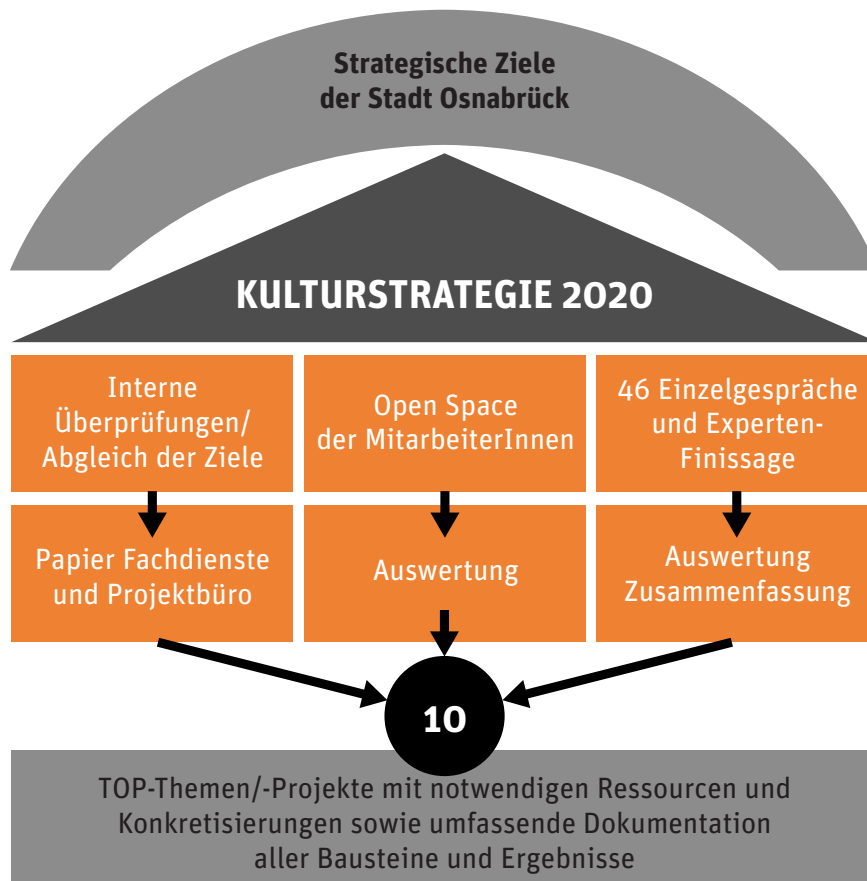 Strategische Ziele
der Stadt Osnabrück
KULTURSTRATEGIE 2020
Interne
Überprüfungen/
Abgleich der Ziele
Open Space
der MitarbeiterInnen
46 Einzelgespräche
und Experten-
Finissage
Papier Fachdienste
und Projektbüro
Auswertung
Auswertung
Zusammenfassung
10
TOP-Themen/-Projekte mit notwendigen Ressourcen und
Konkretisierungen sowie umfassende Dokumentation
aller Bausteine und Ergebnisse